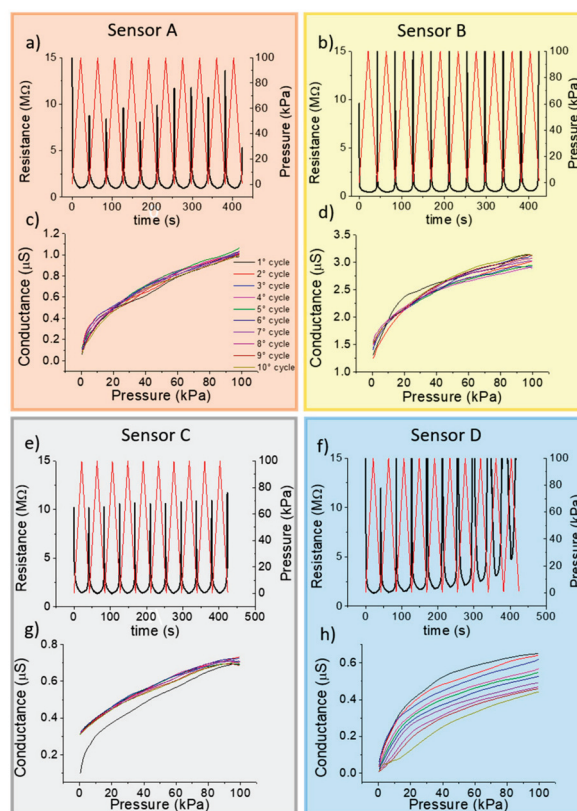 Sensor A
a)
15
10
5
0
Resistance (MΩ)
100
80
60
40
20
0
Pressure (kPa)
0 100 200 300 400
time (s)
c)
1.2
1.0
0.8
0.6
0.4
0.2
0.0
Conductance (µS)
0 20 40 60 80 100
Pressure (kPa)
1° cycle
2° cycle
3° cycle
4° cycle
5° cycle
6° cycle
7° cycle
8° cycle
9° cycle
10° cycle
Sensor B
b)
15
10
5
0
Resistance (MΩ)
100
80
60
40
20
0
Pressure (kPa)
0 100 200 300 400
time (s)
d)
3.5
3.0
2.5
2.0
1.5
1.0
Conductance (µS)
0 20 40 60 80 100
Pressure (kPa)
Sensor C
e)
15
10
5
0
Resistance (MΩ)
100
80
60
40
20
0
Pressure (kPa)
0 100 200 300 400 500
time (s)
g)
0.8
0.6
0.4
0.2
Conductance (µS)
0 20 40 60 80 100
Pressure (kPa)
Sensor D
f)
15
10
5
0
Resistance (MΩ)
100
80
60
40
20
0
Pressure (kPa)
0 100 200 300 400 500
time (s)
h)
0.6
0.4
0.2
0.0
Conductance (µS)
0 20 40 60 80 100
Pressure (kPa)